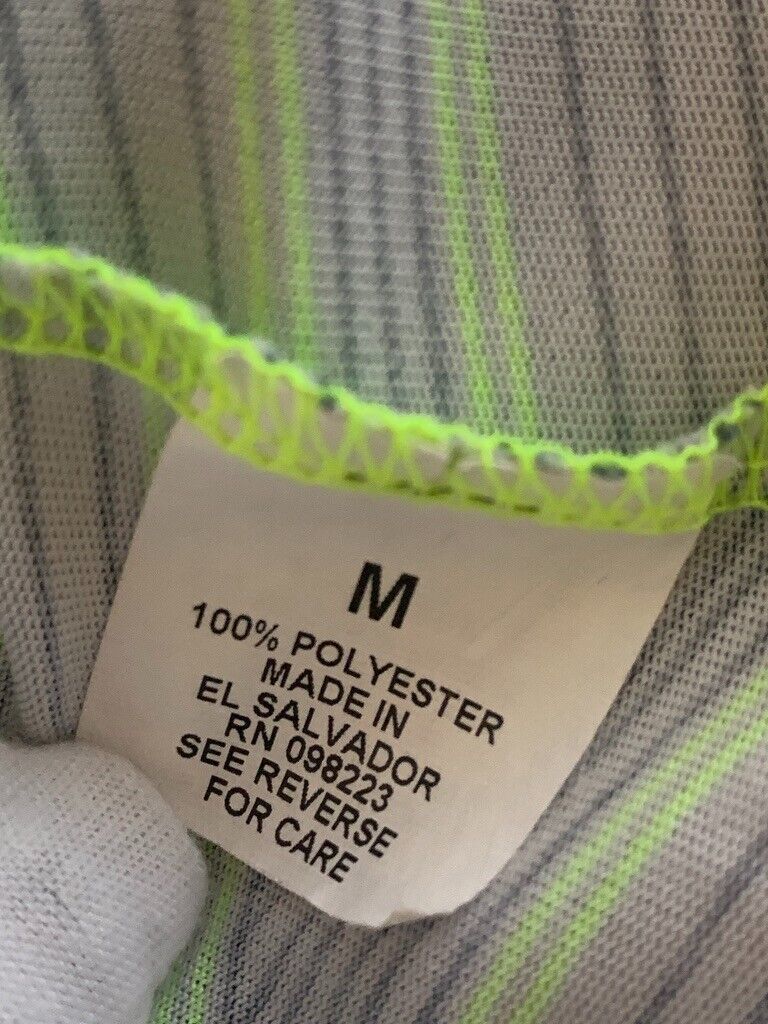 M
100% POLYESTER
MADE IN
EL SALVADOR
RN 098223
SEE REVERSE
FOR CARE